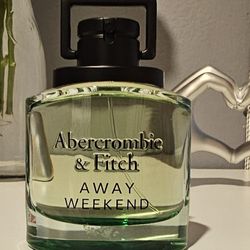 Abercrombie
& Fitch
AWAY
WEEKEND